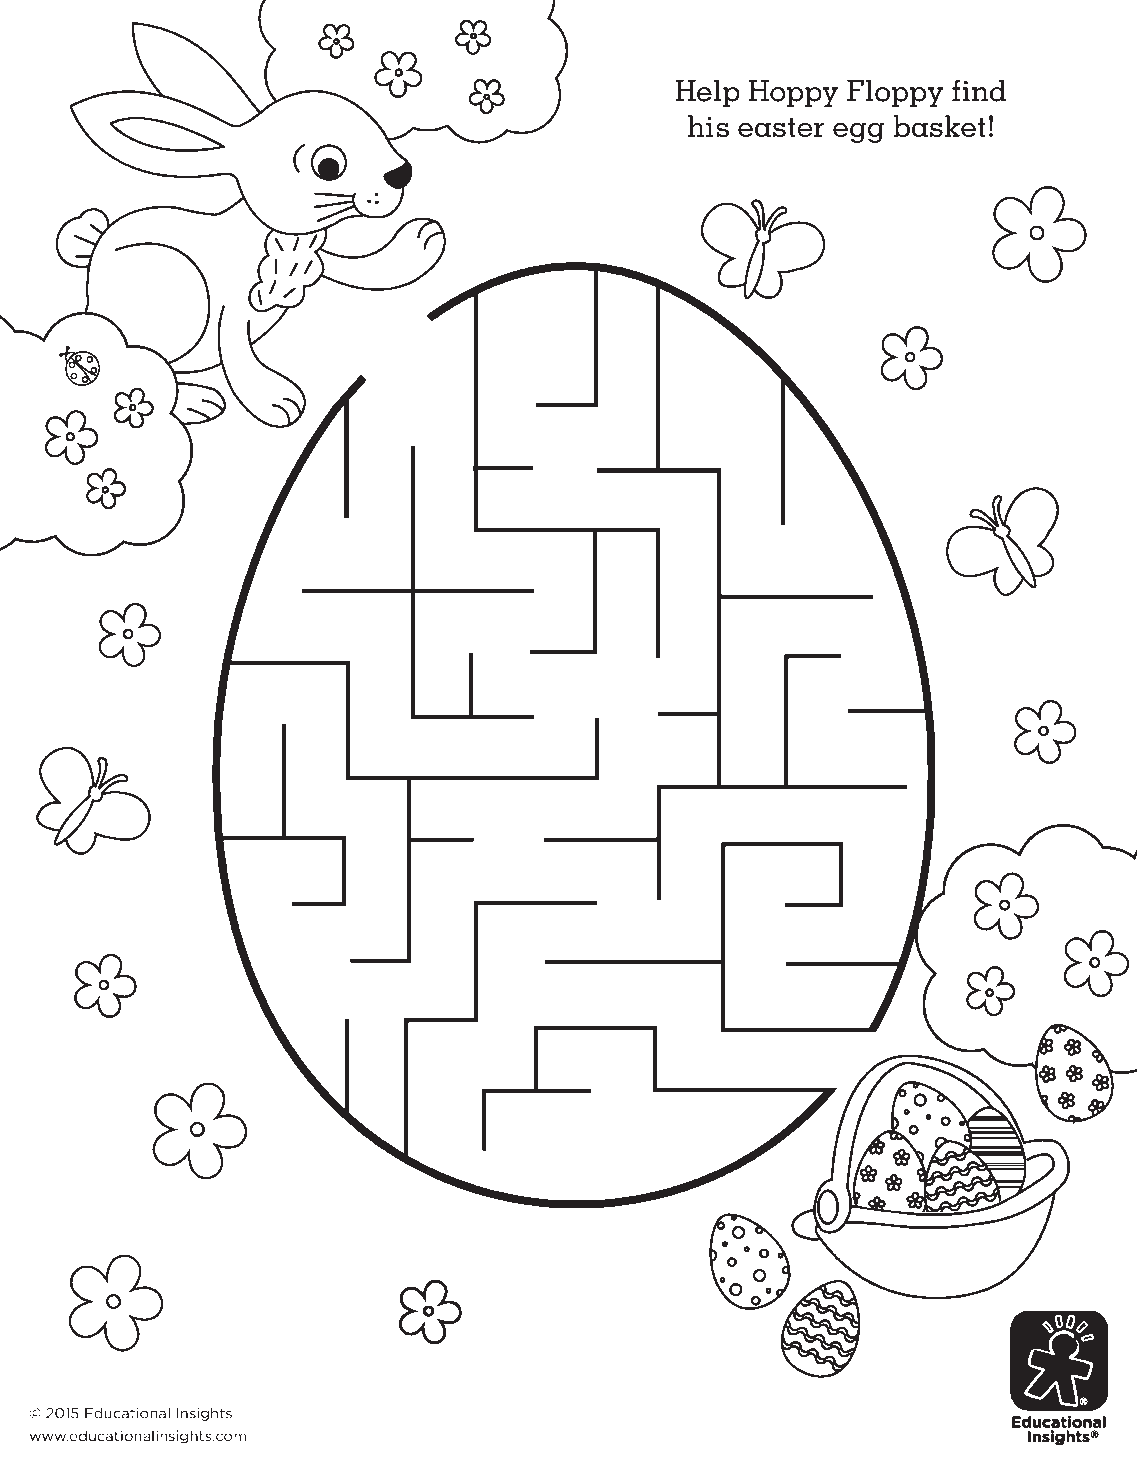 Help Hoppy Floppy find
his easter egg basket!
© 2015 Educational Insights
www.educationalinsights.com
®
Educational
Insights®